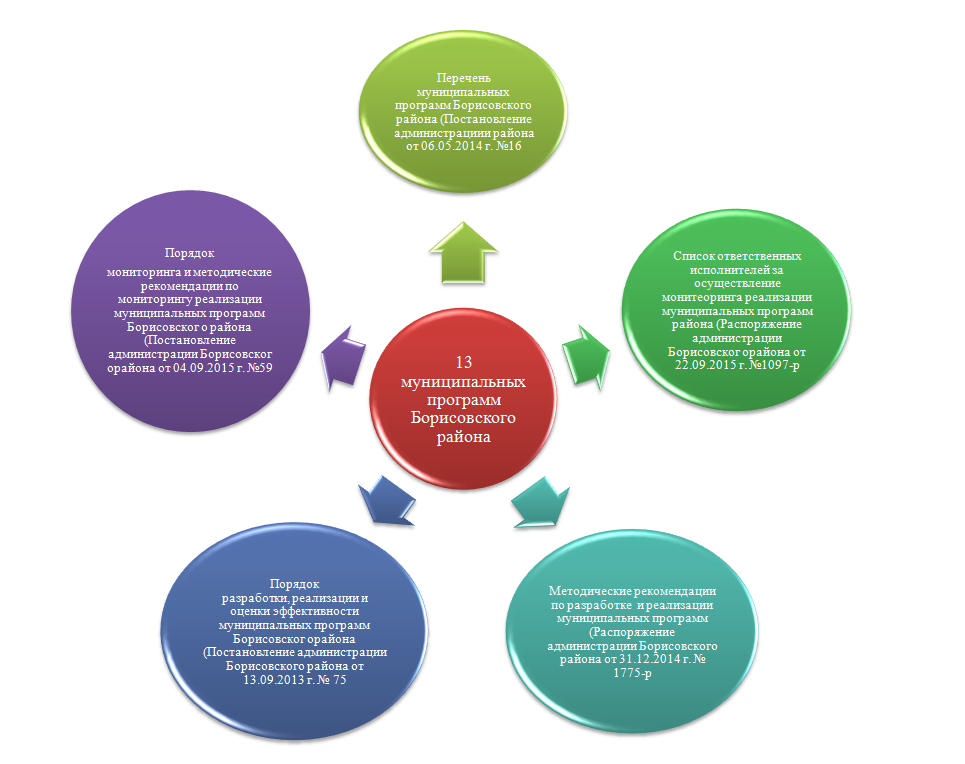 Перечень
муниципальных
программ Борисовского
района (Постановление
администрациии района
от 06.05.2014 г. №16
Порядок
мониторинга и методические
рекомендации по
мониторингу реализации
муниципальных программ
Борисовског о района
(Постановление
администрации Борисовског
орайона от 04.09.2015 г. №59
Список ответственных
исполнителей за
осуществление
монитеоринга реализации
муниципальных программ
района (Распоряжение
администрации
Борисовског орайона от
22.09.2015 г. №1097-р
13
муниципальных
программ
Борисовского
района
Порядок
разработки, реализации и
оценки эффективности
муниципальных программ
Борисовског орайона
(Постановление администрации
Борисовского района от
13.09.2013 г. № 75
Методические рекомендации
по разработке и реализации
муниципальных программ
(Распоряжение
администрации Борисовского
района от 31.12.2014 г. №
1775-р